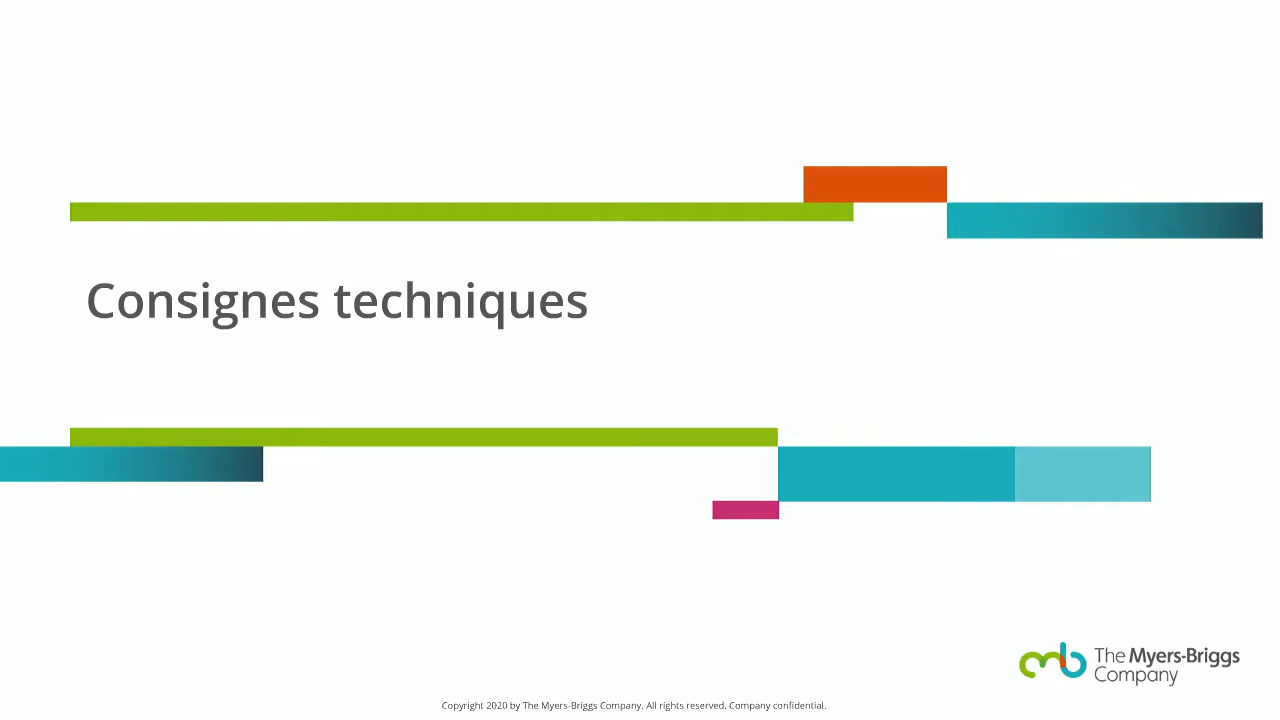 Consignes techniques
The Myers-Briggs
Company
Copyright 2020 by The Myers-Briggs Company. All rights reserved. Company confidential.